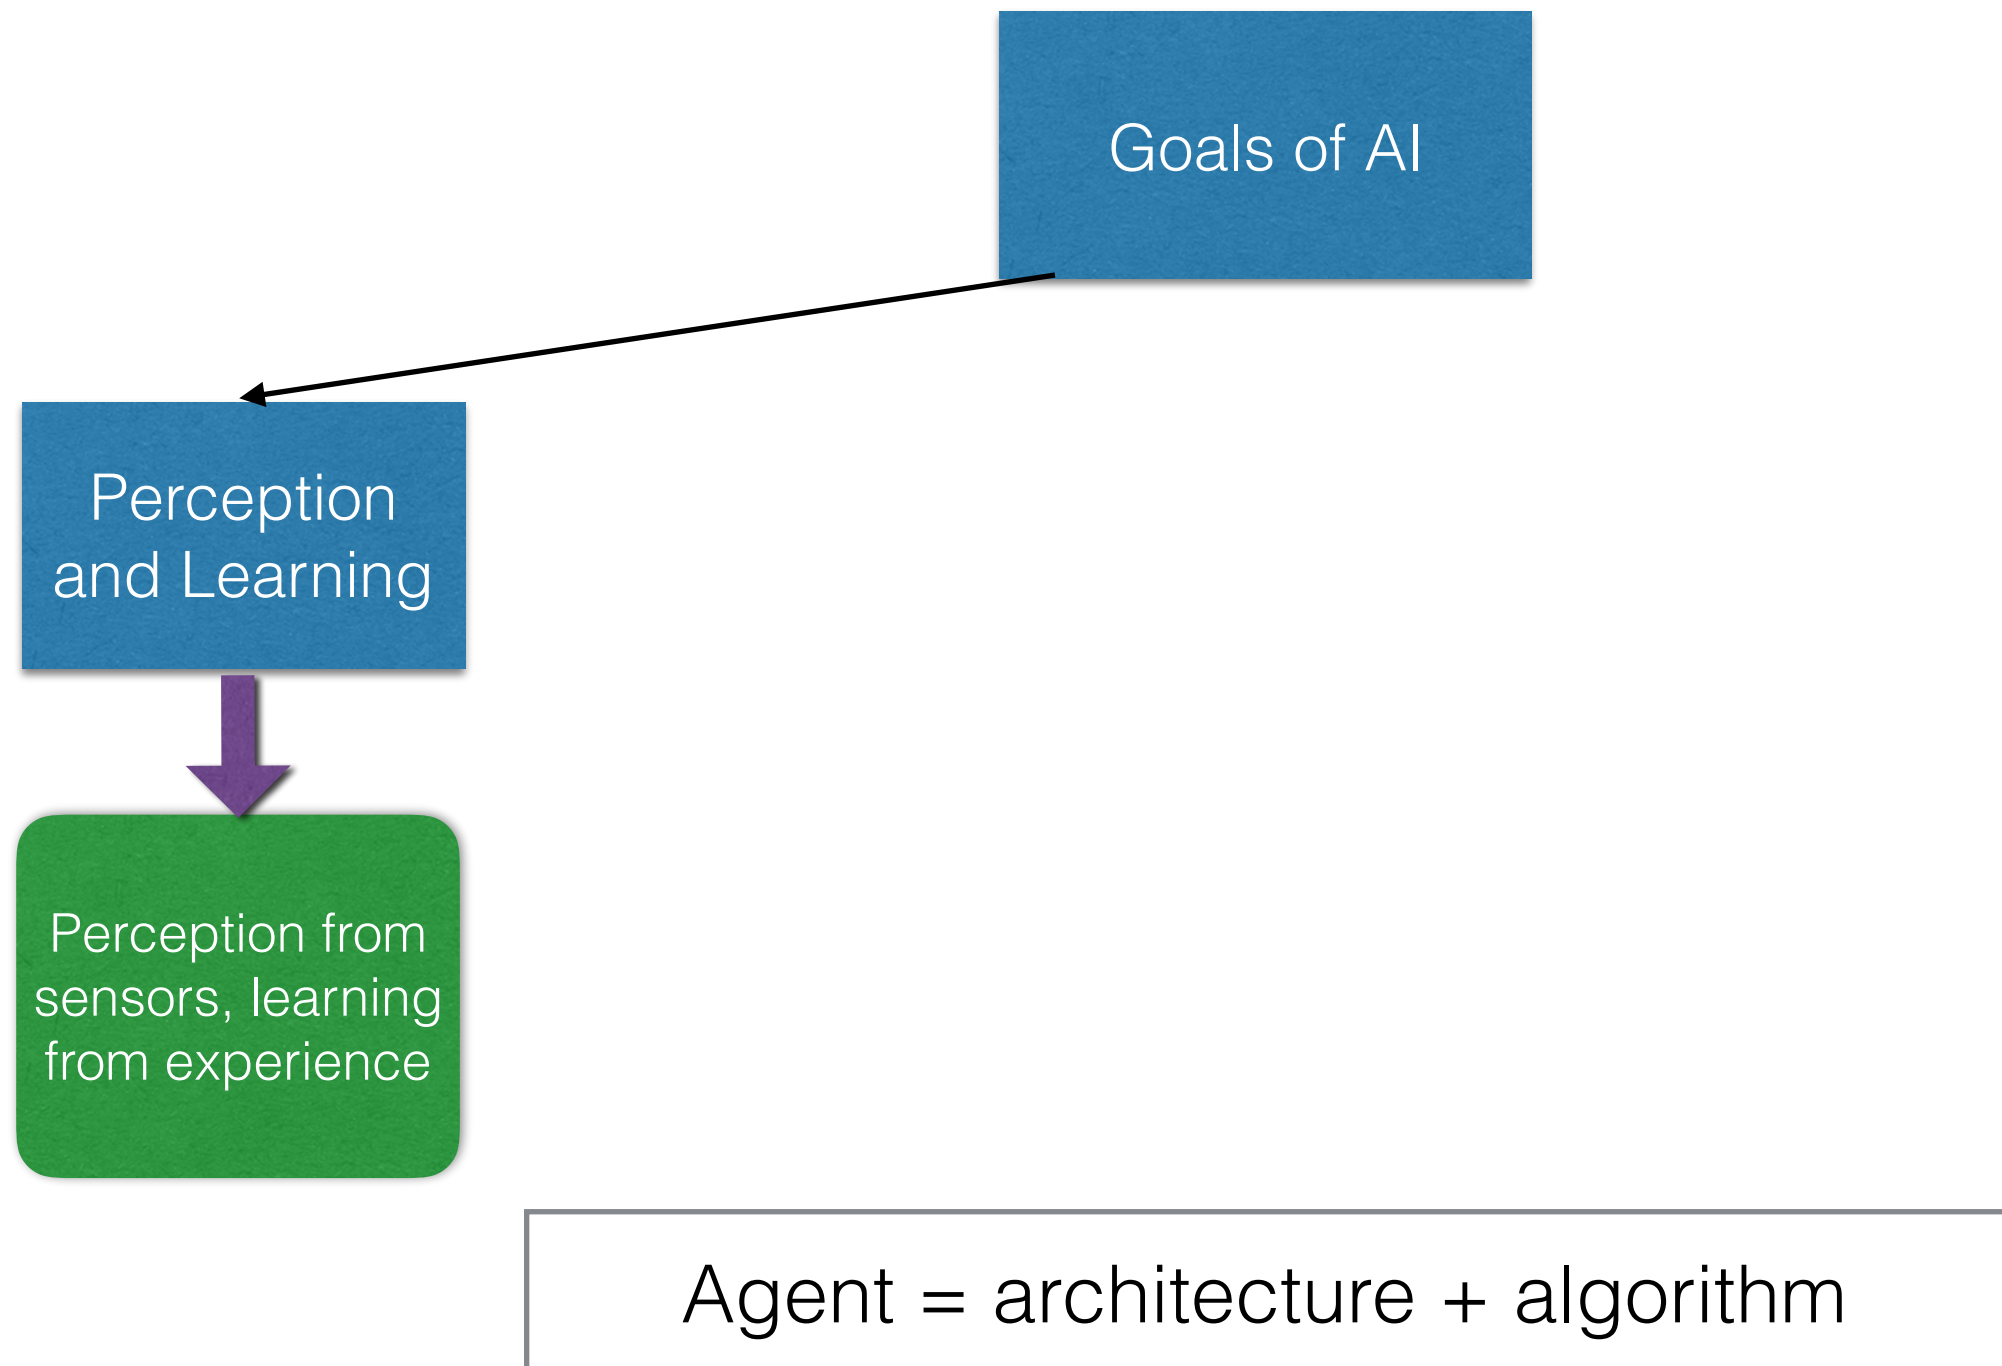 Goals of AI
Perception
and Learning
Perception from
sensors, learning
from experience
Agent = architecture + algorithm